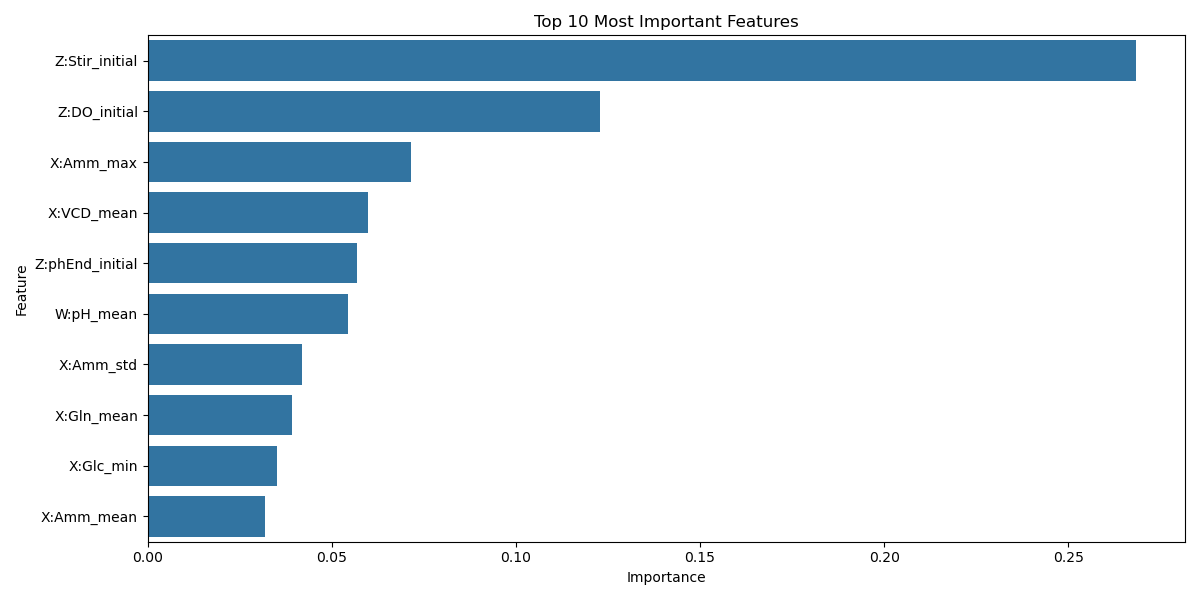 Top 10 Most Important Features
Feature
Z:Stir_initial
Z:DO_initial
X:Amm_max
X:VCD_mean
Z:phEnd_initial
W:pH_mean
X:Amm_std
X:Gln_mean
X:Glc_min
X:Amm_mean
0.00 0.05 0.10 0.15 0.20 0.25
Importance